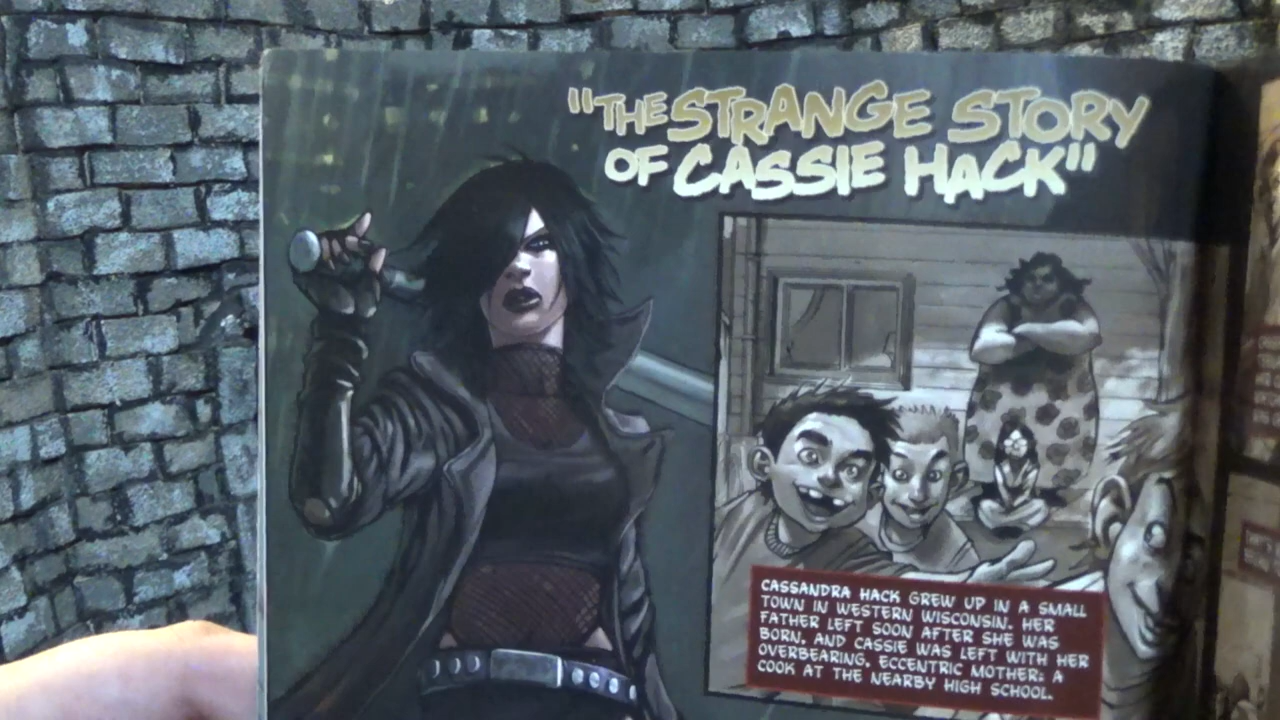 "THE STRANGE STORY
OF CASSIE HACK"
CASSANDRA HACK GREW UP IN A SMALL
TOWN IN WESTERN WISCONSIN. HER
FATHER LEFT SOON AFTER SHE WAS
BORN, AND CASSIE WAS LEFT WITH HER
OVERBEARING, ECCENTRIC MOTHER: A
COOK AT THE NEARBY HIGH SCHOOL.